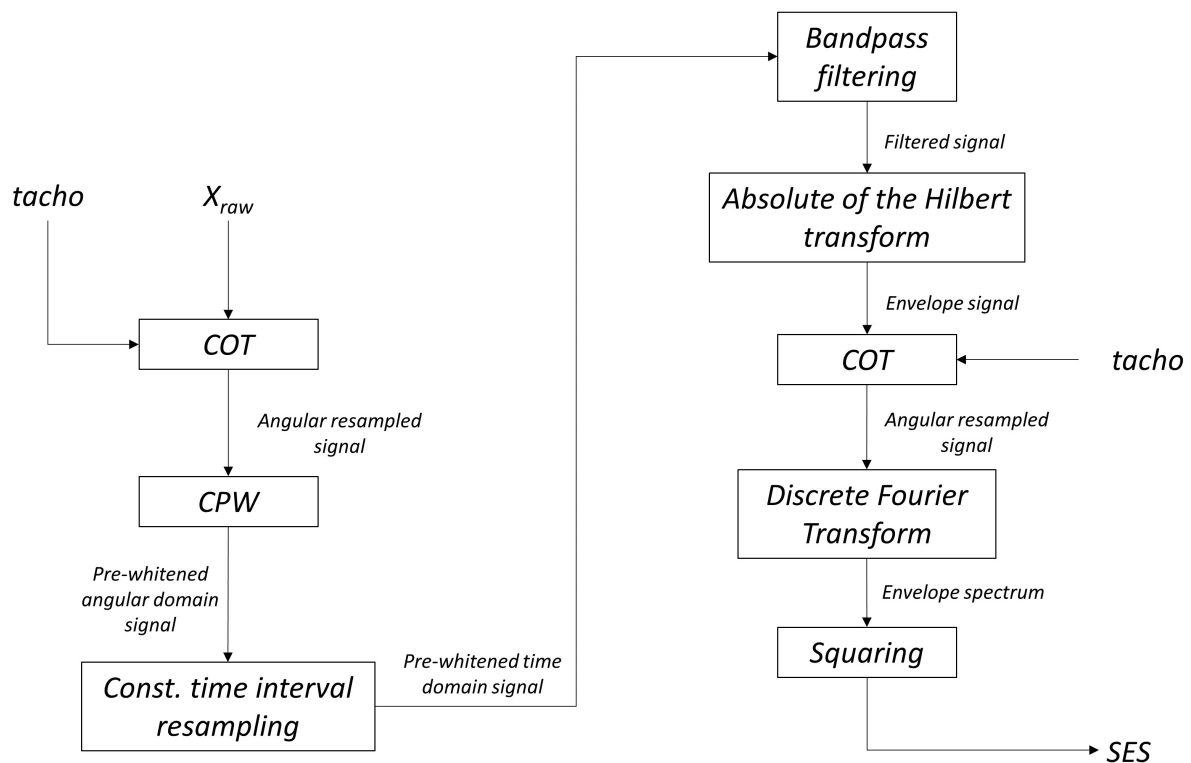 tacho
X_raw
COT
Angular resampled
signal
CPW
Pre-whitened
angular domain
signal
Const. time interval
resampling
Pre-whitened time
domain signal
Bandpass
filtering
Filtered signal
Absolute of the Hilbert
transform
Envelope signal
COT
tacho
Angular resampled
signal
Discrete Fourier
Transform
Envelope spectrum
Squaring
SES